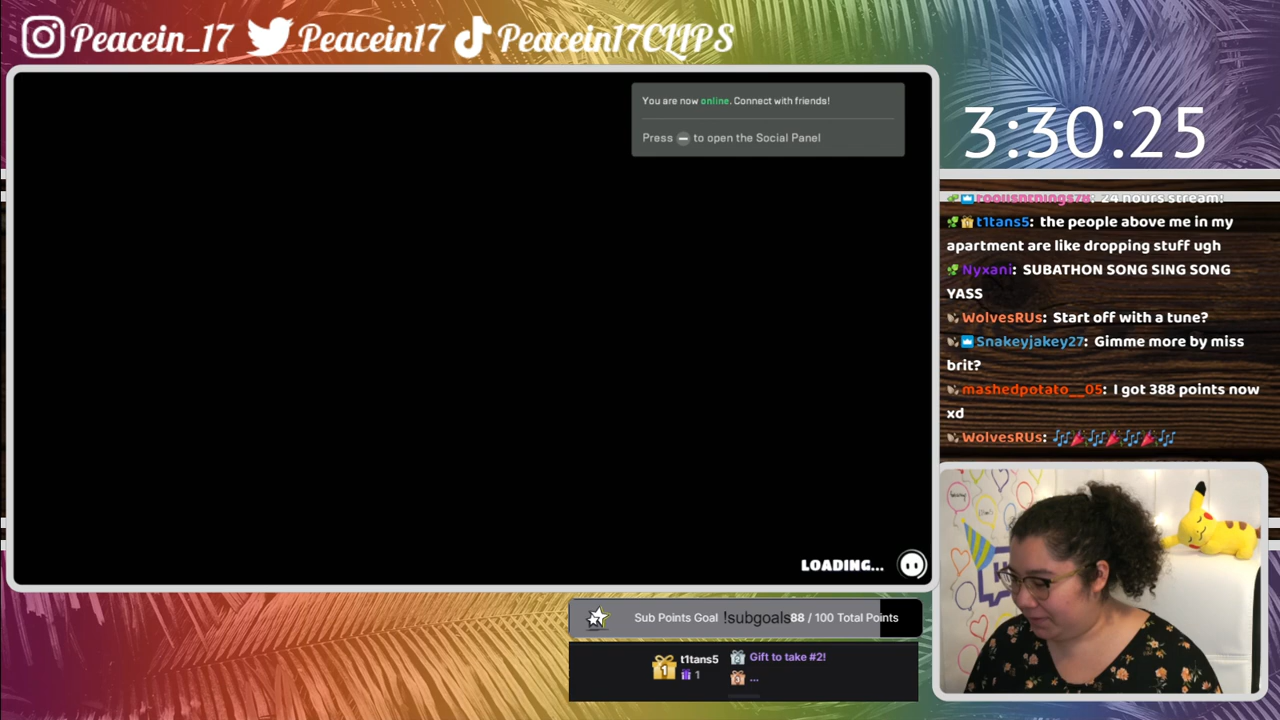 Peacein_17 Peacein17 Peacein17CLIPS
You are now online. Connect with friends!
Press to open the Social Panel
3:30:25
24 hours stream!
t1tans5: the people above me in my
apartment are like dropping stuff ugh
Nyxani: SUBATHON SONG SING SONG
YASS
WolvesRUs: Start off with a tune?
Snakeyjakey27: Gimme more by miss
brit?
mashedpotato__05: I got 388 points now
xd
WolvesRUs: 🎶🎉🎶🎉🎶🎉🎶
LOADING...
Sub Points Goal !subgoals 88 / 100 Total Points
1 t1tans5
1
2 Gift to take #2!
3 ...